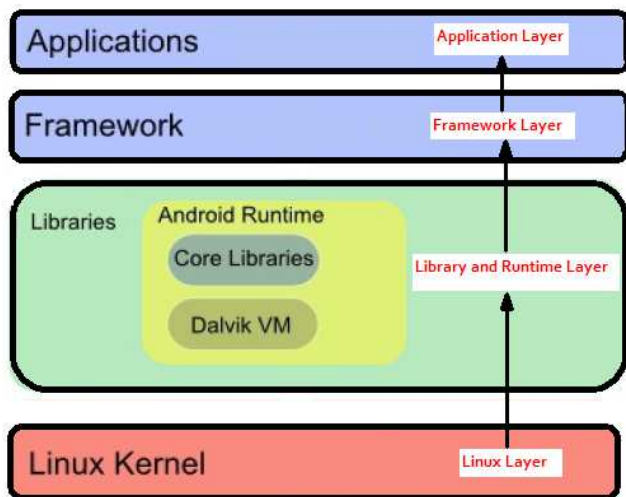 Applications
Application Layer
Framework
Framework Layer
Libraries
Android Runtime
Core Libraries
Dalvik VM
Library and Runtime Layer
Linux Kernel
Linux Layer